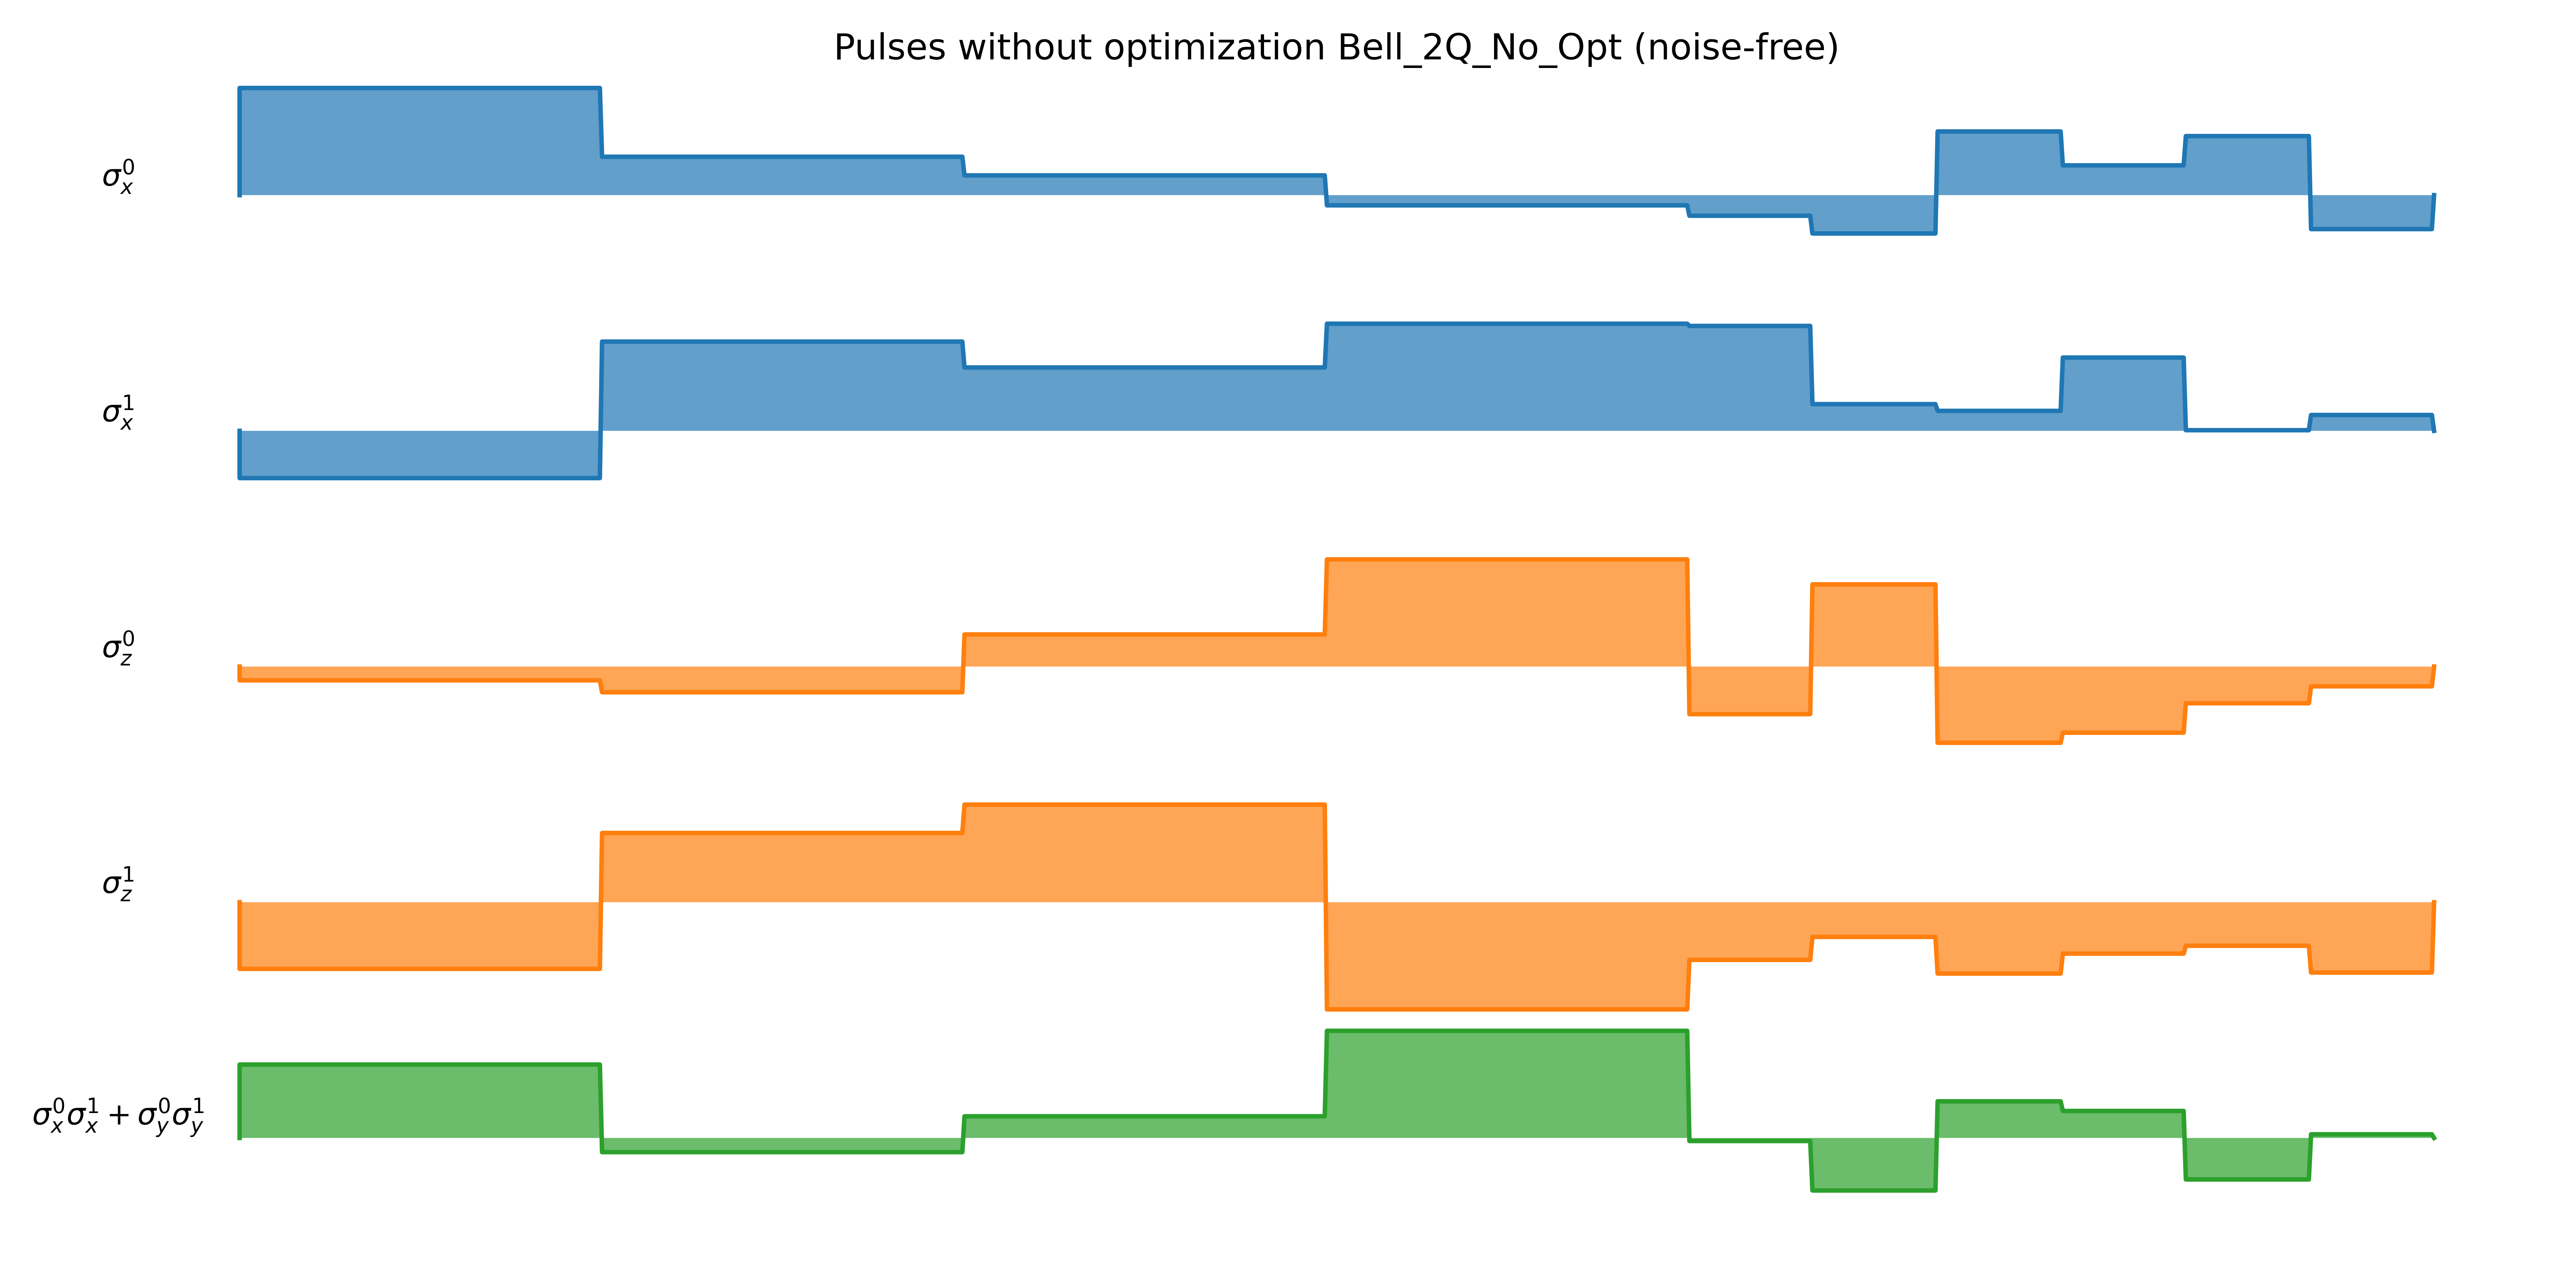 Pulses without optimization Bell_2Q_No_Opt (noise-free)
σ_x^0
σ_x^1
σ_z^0
σ_z^1
σ_x^0σ_x^1 + σ_y^0σ_y^1